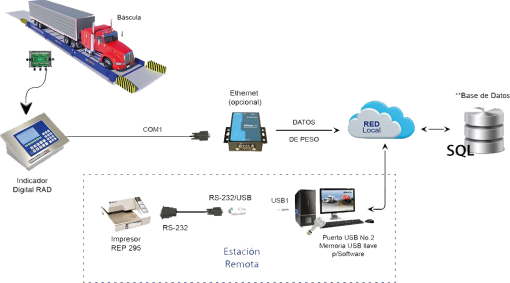 Báscula
Ethernet
(opcional)
**Base de Datos
COM1
DATOS
DE PESO
RED
Local
SQL
Indicador
Digital RAD
RS-232/USB
USB1
RS-232
Impresor
REP 295
Estación
Remota
Puerto USB No.2
Memoria USB llave
p/Software